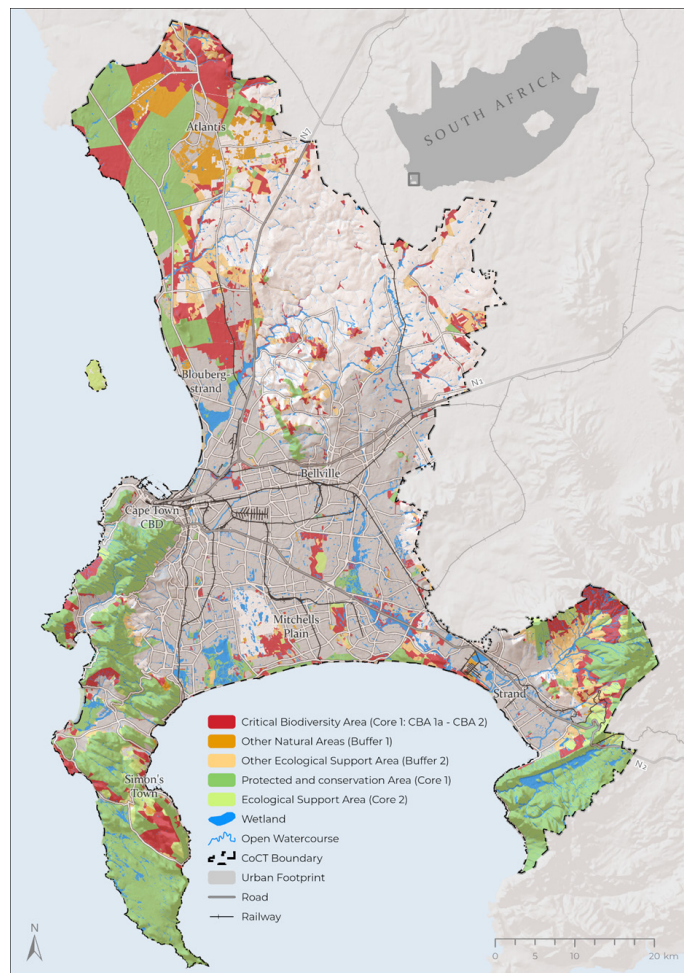 SOUTH AFRICA
N7
Atlantis
Bloubergstrand
N1
Bellville
Cape Town
CBD
Mitchells
Plain
Strand
N2
Simon's
Town
Critical Biodiversity Area (Core 1: CBA 1a - CBA 2)
Other Natural Areas (Buffer 1)
Other Ecological Support Area (Buffer 2)
Protected and conservation Area (Core 1)
Ecological Support Area (Core 2)
Wetland
Open Watercourse
CoCT Boundary
Urban Footprint
Road
Railway
N
0 5 10 20 km